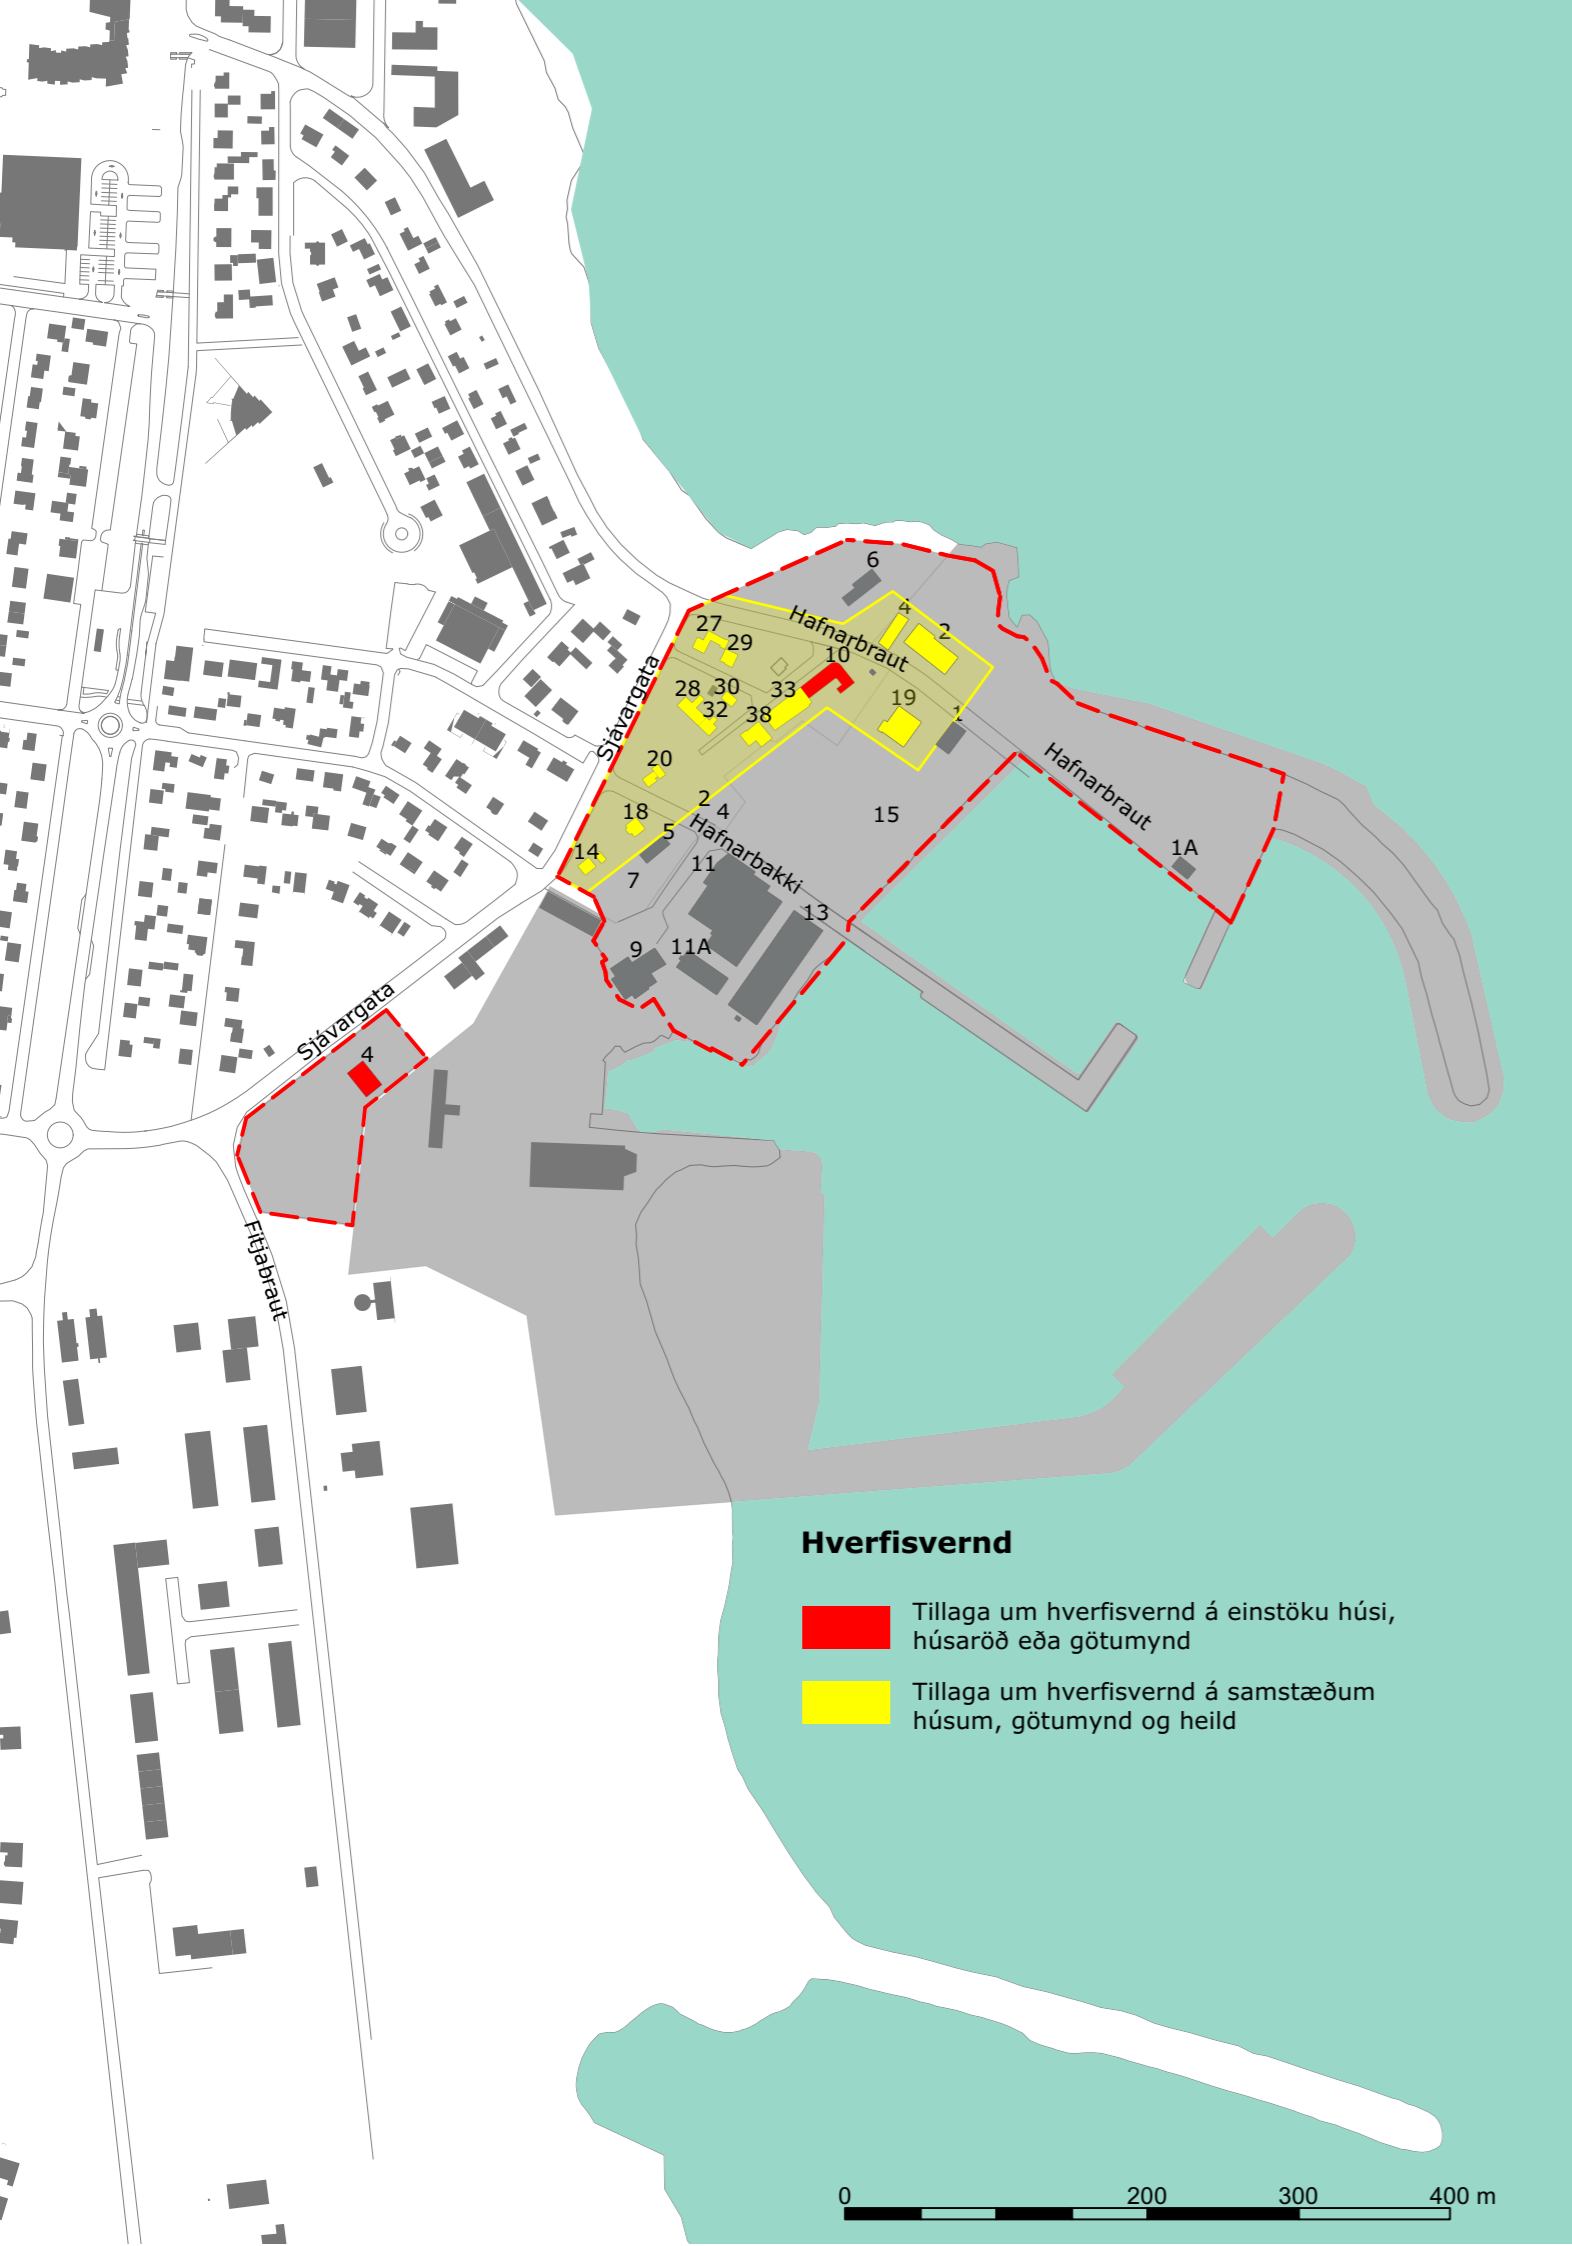 6
4
2
Hafnarbraut
27
29
10
28
30
32
33
38
19
1
Sjávargata
20
2
4
15
Hafnarbraut
18
5
Hafnarbakki
14
7
11
1A
13
9
11A
Sjávargata
4
Fitjabraut
Hverfisvernd
Tillaga um hverfisvernd á einstöku húsi,
húsaröð eða götumynd
Tillaga um hverfisvernd á samstæðum
húsum, götumynd og heild
0 200 300 400 m